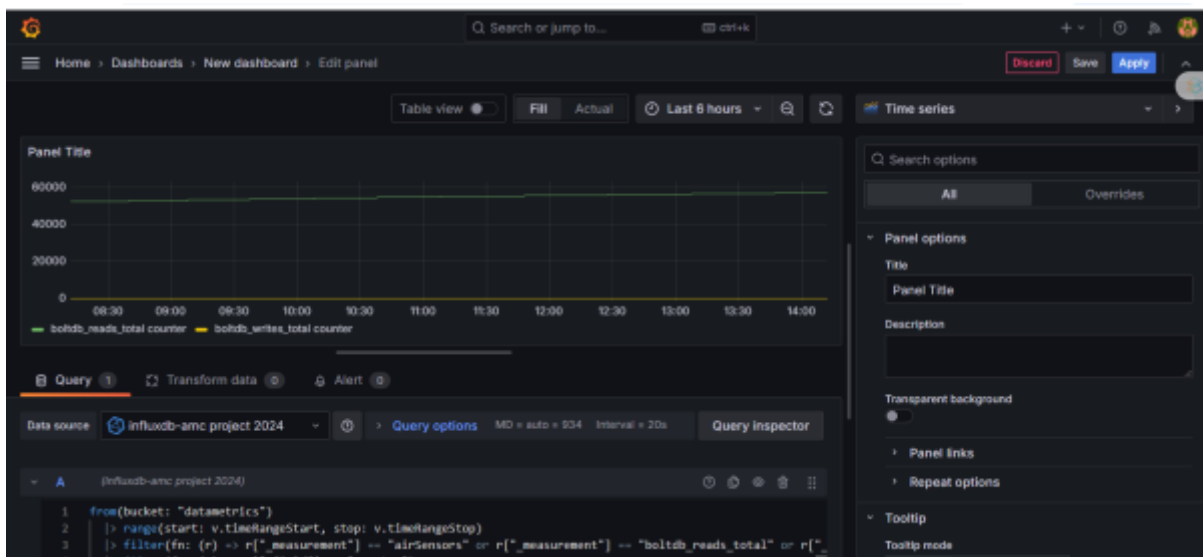 Search or jump to... ctrl+k
Home › Dashboards › New dashboard › Edit panel Discard Save Apply
Table view Fill Actual Last 6 hours Time series
Panel Title
Search options
All Overrides
60000
40000
20000
0
08:30 09:00 09:30 10:00 10:30 11:00 11:30 12:00 12:30 13:00 13:30 14:00
boltdb_reads_total counter boltdb_writes_total counter
Panel options
Title
Panel Title
Description
Transparent background
Panel links
Repeat options
Tooltip
Tooltip mode
Query 1 Transform data 0 Alert 0
Data source influxdb-amc project 2024 Query options MD = auto = 934 Interval = 20s Query inspector
A (influxdb-amc project 2024)
1 from(bucket: "datametrics")
2 |> range(start: v.timeRangeStart, stop: v.timeRangeStop)
3 |> filter(fn: (r) => r["_measurement"] == "airSensors" or r["_measurement"] == "boltdb_reads_total" or r["_